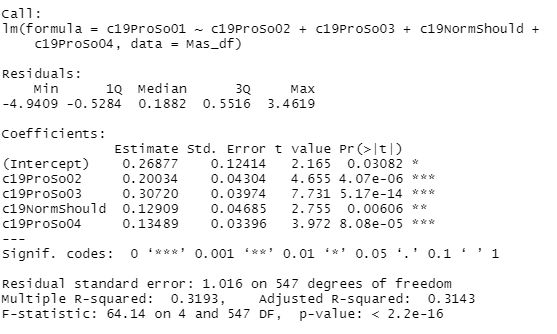 Call:
lm(formula = c19ProSo01 ~ c19ProSo02 + c19ProSo03 + c19NormShould +
    c19ProSo04, data = Mas_df)

Residuals:
    Min      1Q  Median      3Q     Max
-4.9409 -0.5284  0.1882  0.5516  3.4619

Coefficients:
              Estimate Std. Error t value Pr(>|t|)
(Intercept)    0.26877    0.12414   2.165  0.03082 *
c19ProSo02     0.20034    0.04304   4.655 4.07e-06 ***
c19ProSo03     0.30720    0.03974   7.731 5.17e-14 ***
c19NormShould  0.12909    0.04685   2.755  0.00606 **
c19ProSo04     0.13489    0.03396   3.972 8.08e-05 ***
---
Signif. codes:  0 ‘***’ 0.001 ‘**’ 0.01 ‘*’ 0.05 ‘.’ 0.1 ‘ ’ 1

Residual standard error: 1.016 on 547 degrees of freedom
Multiple R-squared:  0.3193,    Adjusted R-squared:  0.3143
F-statistic: 64.14 on 4 and 547 DF,  p-value: < 2.2e-16